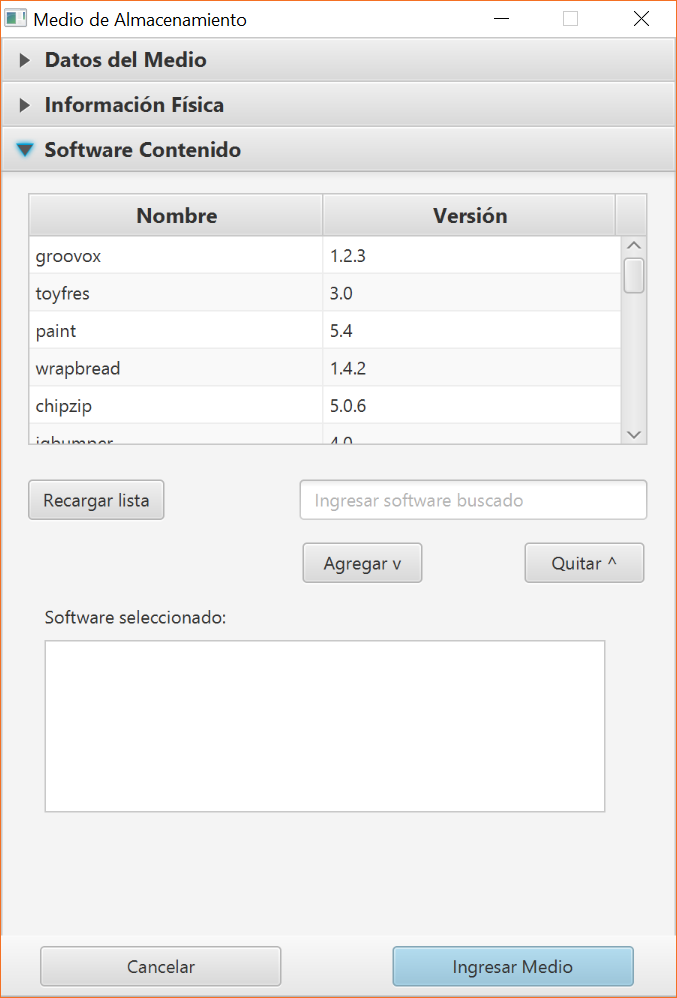 Medio de Almacenamiento
Datos del Medio
Información Física
Software Contenido
Nombre Versión
groovox 1.2.3
toyfres 3.0
paint 5.4
wrapbread 1.4.2
chipzip 5.0.6
4.0
Recargar lista Ingresar software buscado
Agregar v Quitar ^
Software seleccionado:
Cancelar Ingresar Medio